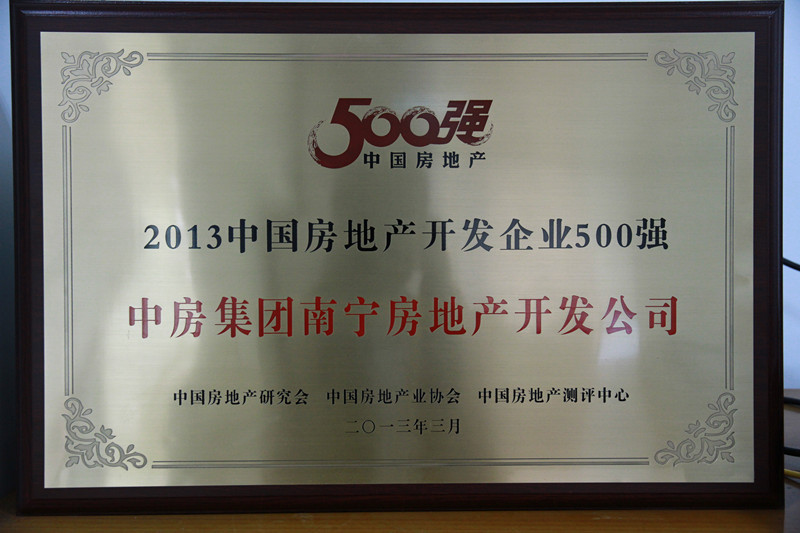 500强
中国房地产
2013中国房地产开发企业500强
中房集团南宁房地产开发公司
中国房地产研究会 中国房地产业协会 中国房地产测评中心
二〇一三年三月